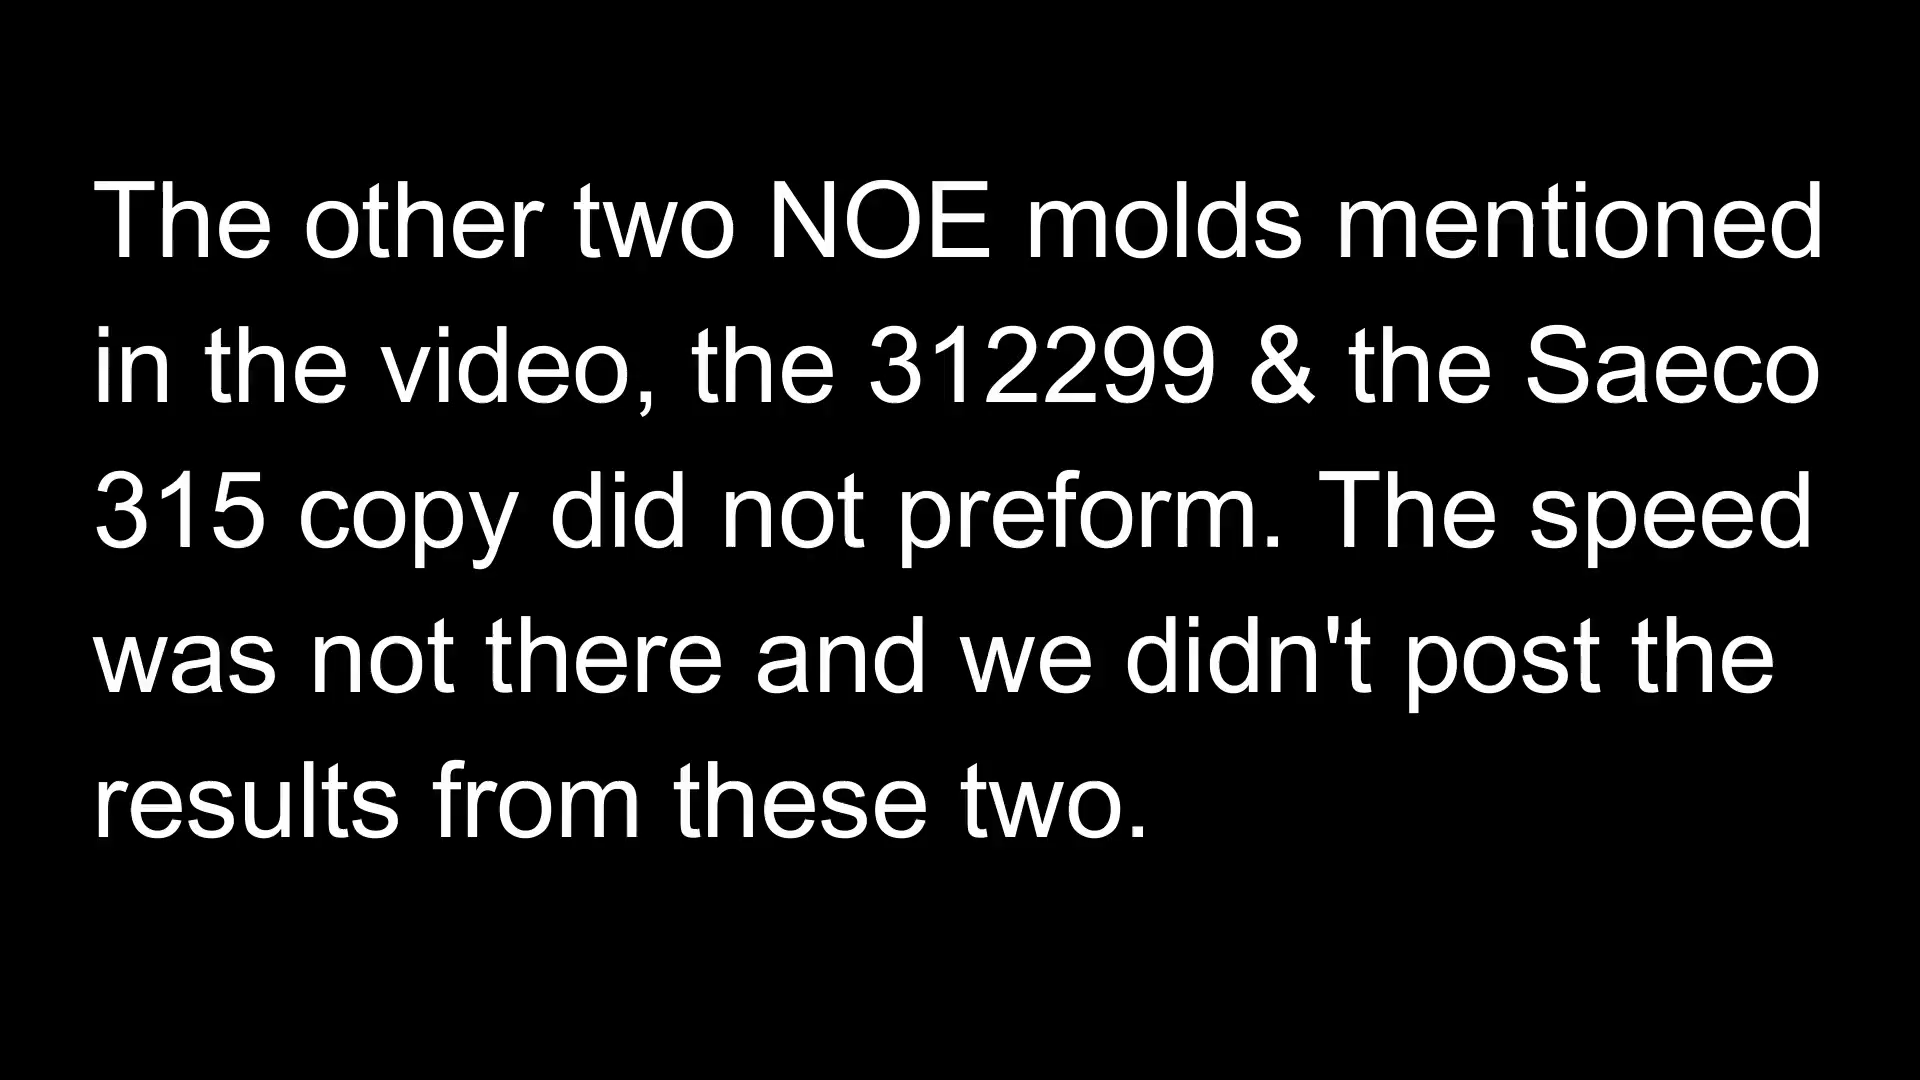 The other two NOE molds mentioned
in the video, the 312299 & the Saeco
315 copy did not preform. The speed
was not there and we didn't post the
results from these two.